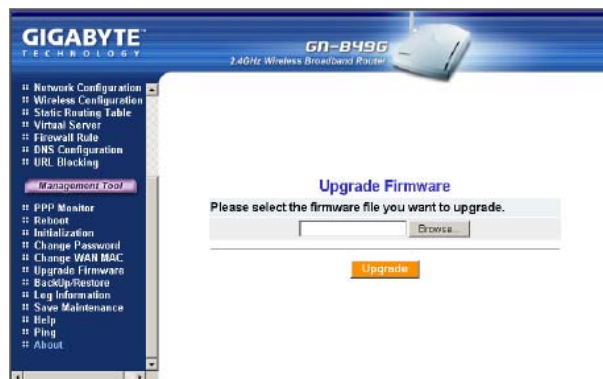 GIGABYTE
TECHNOLOGY
GN-B49G
2.4GHz Wireless Broadband Router
Network Configuration
Wireless Configuration
Static Routing Table
Virtual Server
Firewall Rule
DNS Configuration
URL Blocking
Management Tool
PPP Monitor
Reboot
Initialization
Change Password
Change WAN MAC
Upgrade Firmware
BackUp/Restore
Log Information
Save Maintenance
Help
Ping
About
Upgrade Firmware
Please select the firmware file you want to upgrade.
Browse...
Upgrade